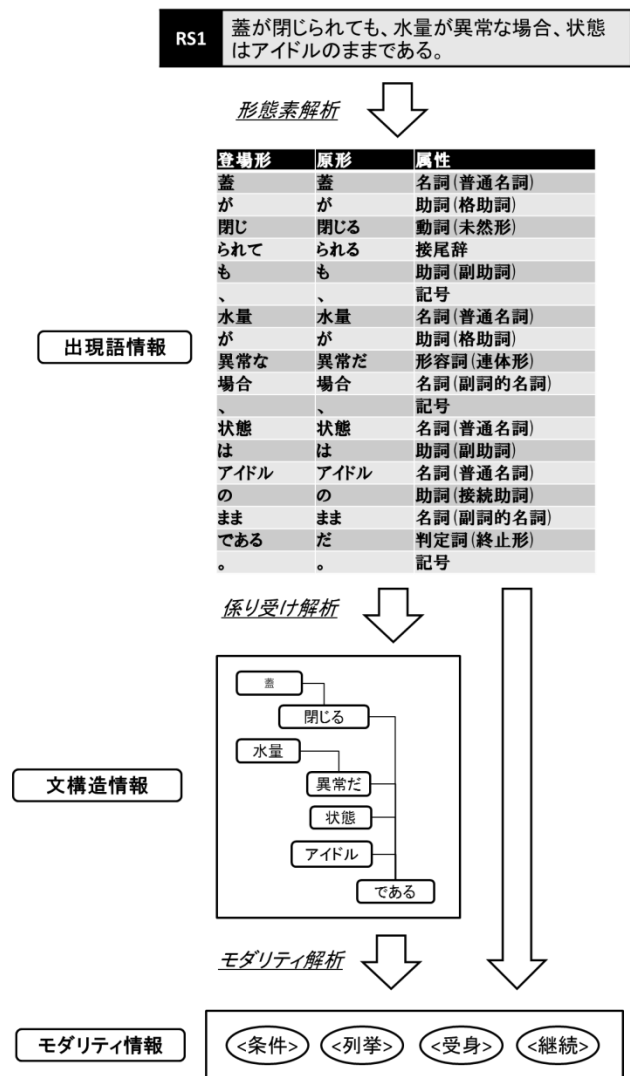 RS1
蓋が閉じられても、水量が異常な場合、状態
はアイドルのままである。
形態素解析
登場形 原形 属性
蓋 蓋 名詞(普通名詞)
が が 助詞(格助詞)
閉じ 閉じる 動詞(未然形)
られて られる 接尾辞
も も 助詞(副助詞)
、 、 記号
水量 水量 名詞(普通名詞)
が が 助詞(格助詞)
異常な 異常だ 形容詞(連体形)
場合 場合 名詞(副詞的名詞)
、 、 記号
状態 状態 名詞(普通名詞)
は は 助詞(副助詞)
アイドル アイドル 名詞(普通名詞)
の の 助詞(接続助詞)
まま まま 名詞(副詞的名詞)
である だ 判定詞(終止形)
。 。 記号
出現語情報
係り受け解析
蓋
閉じる
水量
異常だ
状態
アイドル
である
文構造情報
モダリティ解析
モダリティ情報
<条件> <列挙> <受身> <継続>